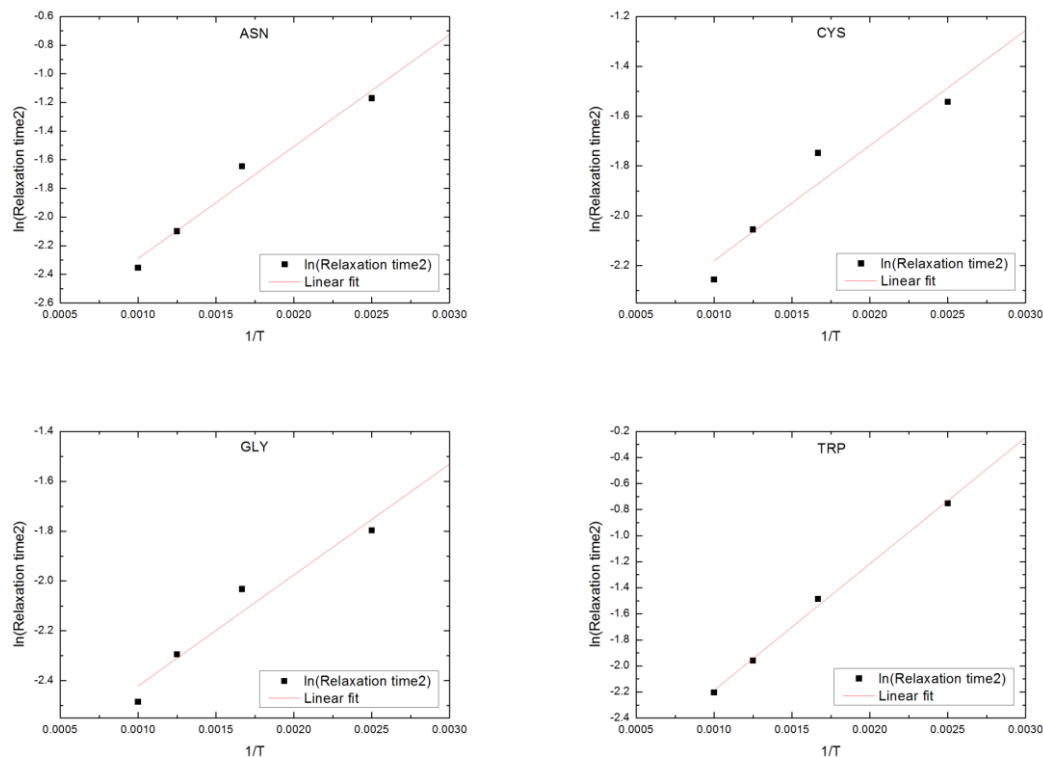 ASN
-0.6
-0.8
-1.0
-1.2
-1.4
-1.6
-1.8
-2.0
-2.2
-2.4
-2.6
ln(Relaxation time2)
ln(Relaxation time2)
Linear fit
0.0005 0.0010 0.0015 0.0020 0.0025 0.0030
1/T
CYS
-1.2
-1.4
-1.6
-1.8
-2.0
-2.2
ln(Relaxation time2)
ln(Relaxation time2)
Linear fit
0.0005 0.0010 0.0015 0.0020 0.0025 0.0030
1/T
GLY
-1.4
-1.6
-1.8
-2.0
-2.2
-2.4
ln(Relaxation time2)
ln(Relaxation time2)
Linear fit
0.0005 0.0010 0.0015 0.0020 0.0025 0.0030
1/T
TRP
-0.2
-0.4
-0.6
-0.8
-1.0
-1.2
-1.4
-1.6
-1.8
-2.0
-2.2
-2.4
ln(Relaxation time2)
ln(Relaxation time2)
Linear fit
0.0005 0.0010 0.0015 0.0020 0.0025 0.0030
1/T